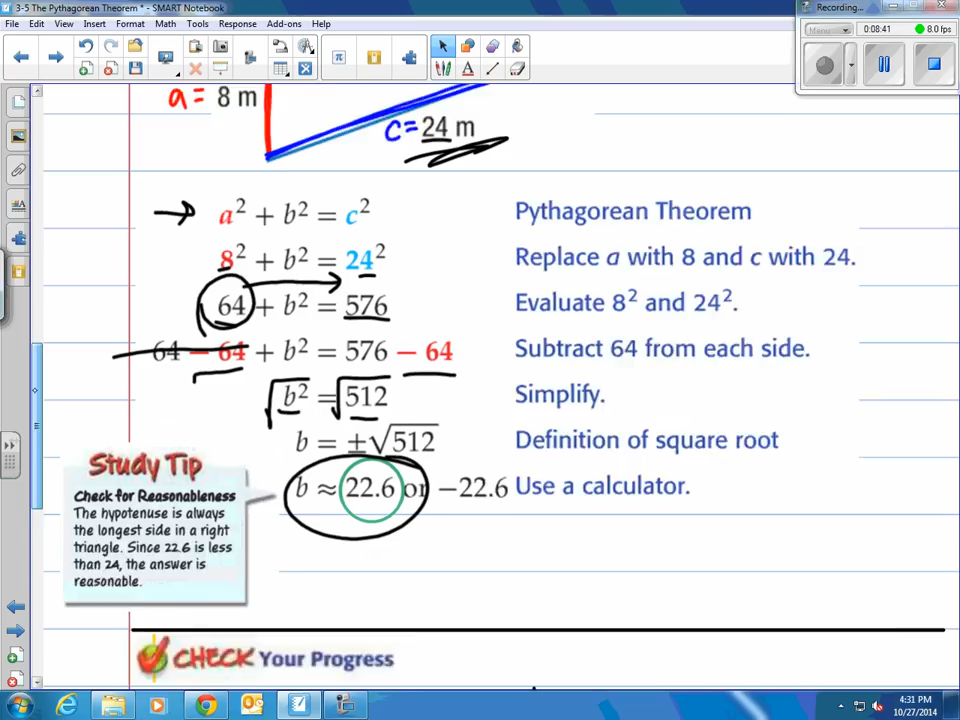 3-5 The Pythagorean Theorem * - SMART Notebook
Recording...
File Edit View Insert Format Math Tools Response Add-ons Help
Menu
0:08:41
8.0 fps
a = 8 m
c = 24 m
a² + b² = c² Pythagorean Theorem
8² + b² = 24² Replace a with 8 and c with 24.
64 + b² = 576 Evaluate 8² and 24².
64 − 64 + b² = 576 − 64 Subtract 64 from each side.
√b² = √512 Simplify.
b = ±√512 Definition of square root
b ≈ 22.6 or −22.6 Use a calculator.
Study Tip
Check for Reasonableness
The hypotenuse is always
the longest side in a right
triangle. Since 22.6 is less
than 24, the answer is
reasonable.
CHECK Your Progress
4:31 PM
10/27/2014